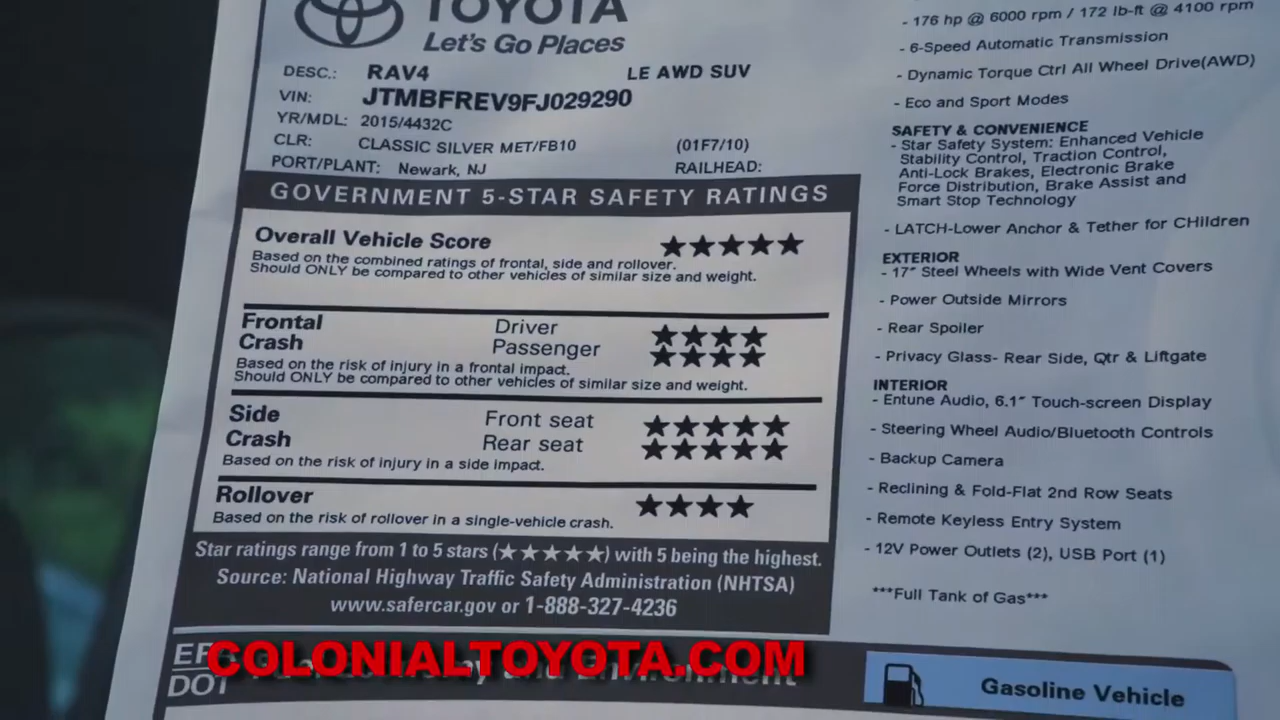 TOYOTA
Let's Go Places
DESC.: RAV4 LE AWD SUV
VIN: JTMBFREV9FJ029290
YR/MDL: 2015/4432C
CLR: CLASSIC SILVER MET/FB10 (01F7/10)
PORT/PLANT: Newark, NJ RAILHEAD:
GOVERNMENT 5-STAR SAFETY RATINGS
Overall Vehicle Score ★★★★★
Based on the combined ratings of frontal, side and rollover.
Should ONLY be compared to other vehicles of similar size and weight.
Frontal Driver ★★★★
Crash Passenger ★★★★
Based on the risk of injury in a frontal impact.
Should ONLY be compared to other vehicles of similar size and weight.
Side Front seat ★★★★★
Crash Rear seat ★★★★★
Based on the risk of injury in a side impact.
Rollover ★★★★
Based on the risk of rollover in a single-vehicle crash.
Star ratings range from 1 to 5 stars (★★★★★) with 5 being the highest.
Source: National Highway Traffic Safety Administration (NHTSA)
www.safercar.gov or 1-888-327-4236
- 176 hp @ 6000 rpm / 172 lb-ft @ 4100 rpm
- 6-Speed Automatic Transmission
- Dynamic Torque Ctrl All Wheel Drive(AWD)
- Eco and Sport Modes
SAFETY & CONVENIENCE
- Star Safety System: Enhanced Vehicle
Stability Control, Traction Control,
Anti-Lock Brakes, Electronic Brake
Force Distribution, Brake Assist and
Smart Stop Technology
- LATCH-Lower Anchor & Tether for CHildren
EXTERIOR
- 17″ Steel Wheels with Wide Vent Covers
- Power Outside Mirrors
- Rear Spoiler
- Privacy Glass- Rear Side, Qtr & Liftgate
INTERIOR
- Entune Audio, 6.1″ Touch-screen Display
- Steering Wheel Audio/Bluetooth Controls
- Backup Camera
- Reclining & Fold-Flat 2nd Row Seats
- Remote Keyless Entry System
- 12V Power Outlets (2), USB Port (1)
***Full Tank of Gas***
COLONIALTOYOTA.COM
DOT
and Environment
Gasoline Vehicle